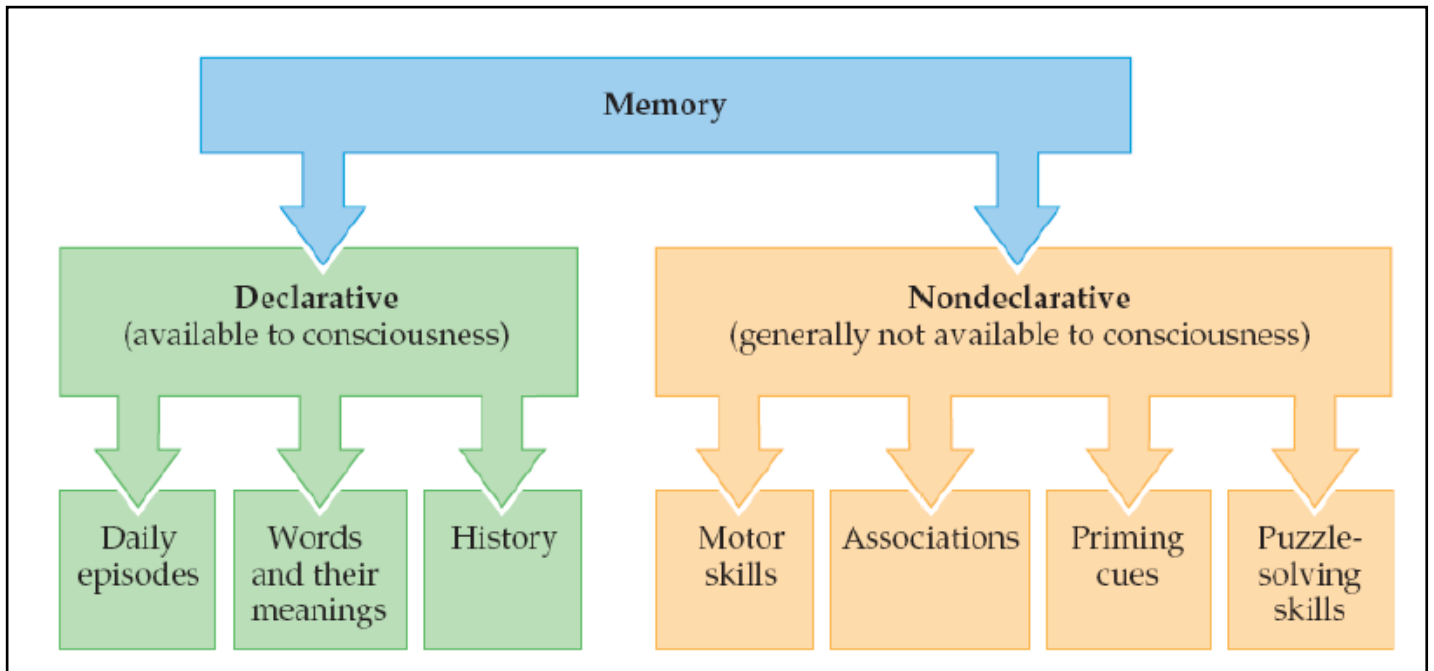 Memory
Declarative
(available to consciousness)
Nondeclarative
(generally not available to consciousness)
Daily
episodes
Words
and their
meanings
History
Motor
skills
Associations
Priming
cues
Puzzle-
solving
skills